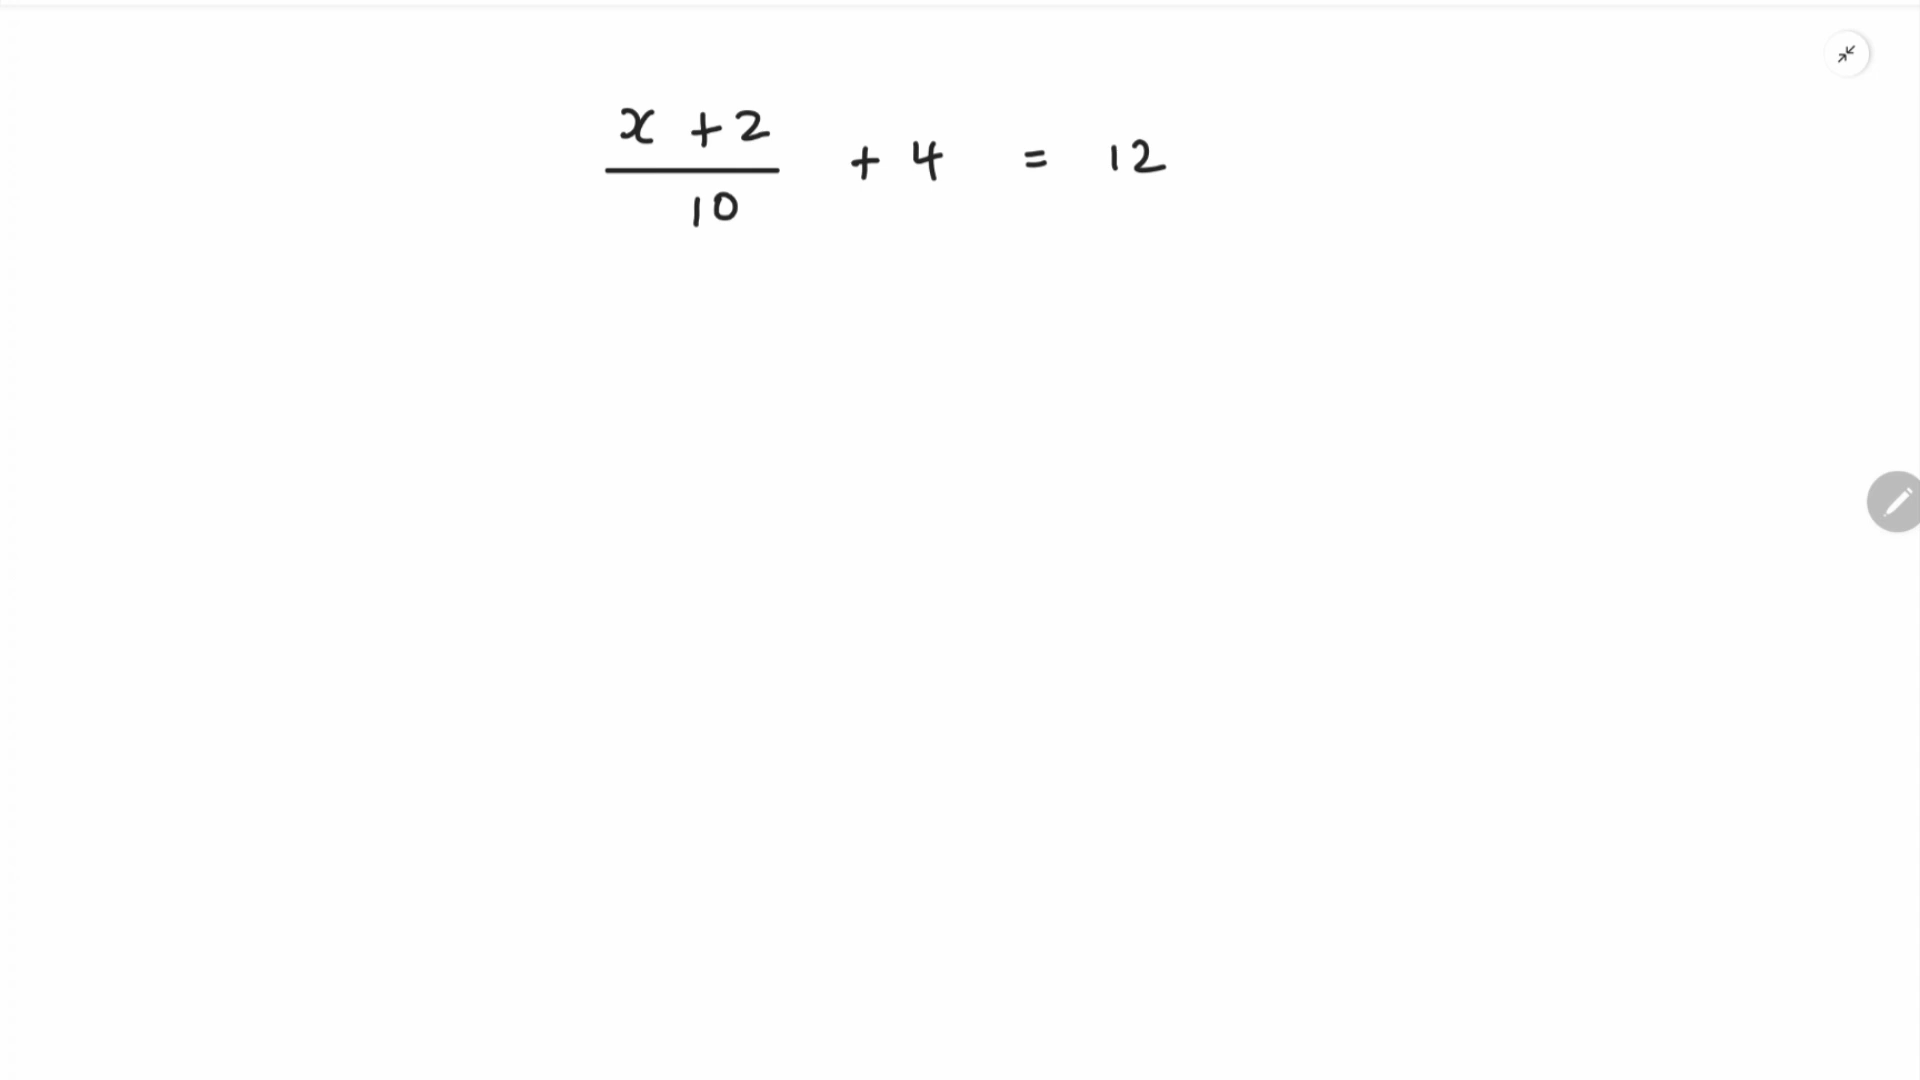 x + 2
10
+ 4 = 12